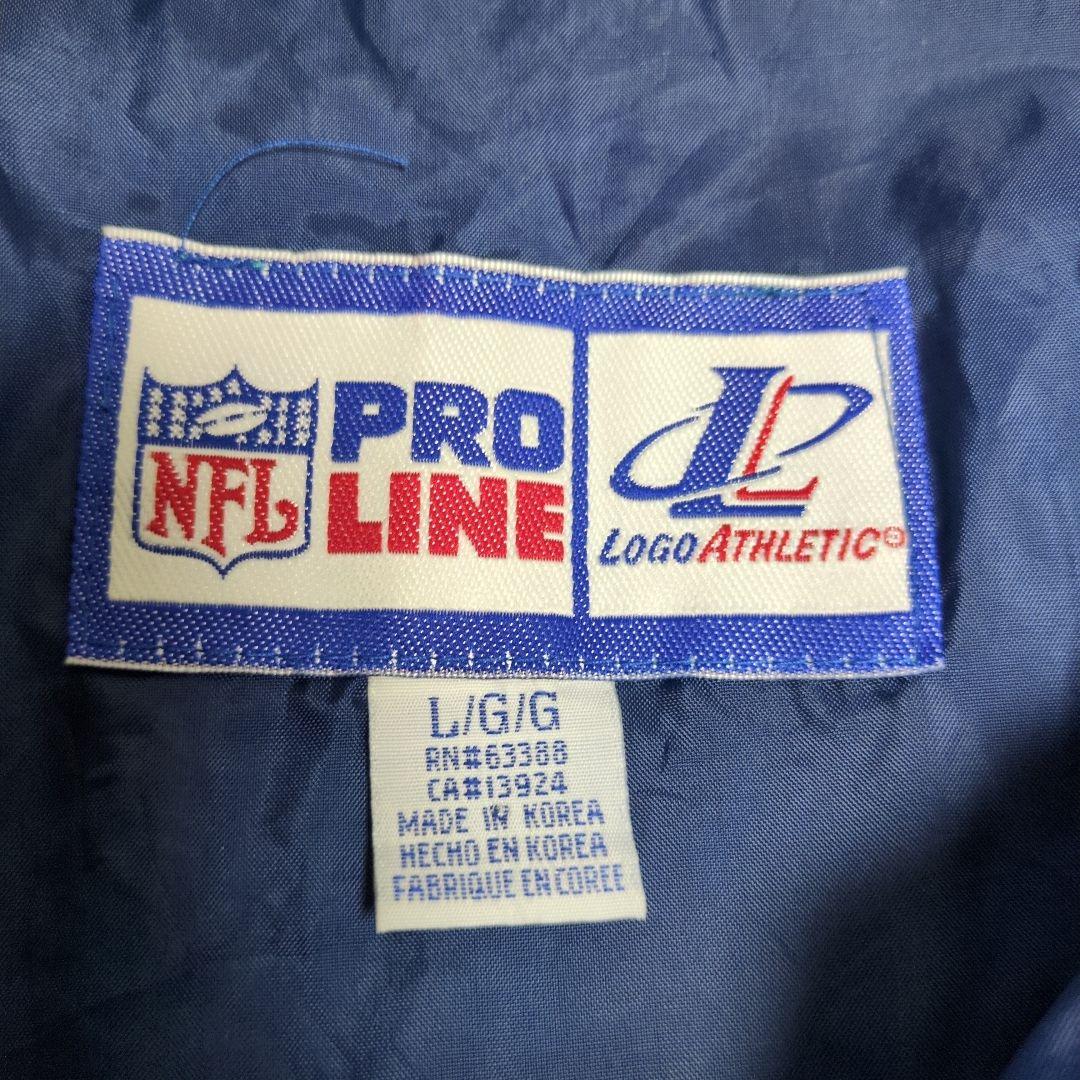 NFL
PRO
LINE
LOGO ATHLETIC®
L/G/G
RN#63388
CA#13924
MADE IN KOREA
HECHO EN KOREA
FABRIQUE EN COREE